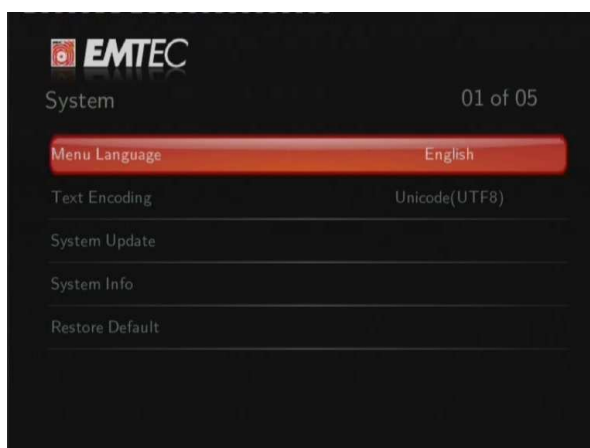 EMTEC
System 01 of 05
Menu Language English
Text Encoding Unicode(UTF8)
System Update
System Info
Restore Default